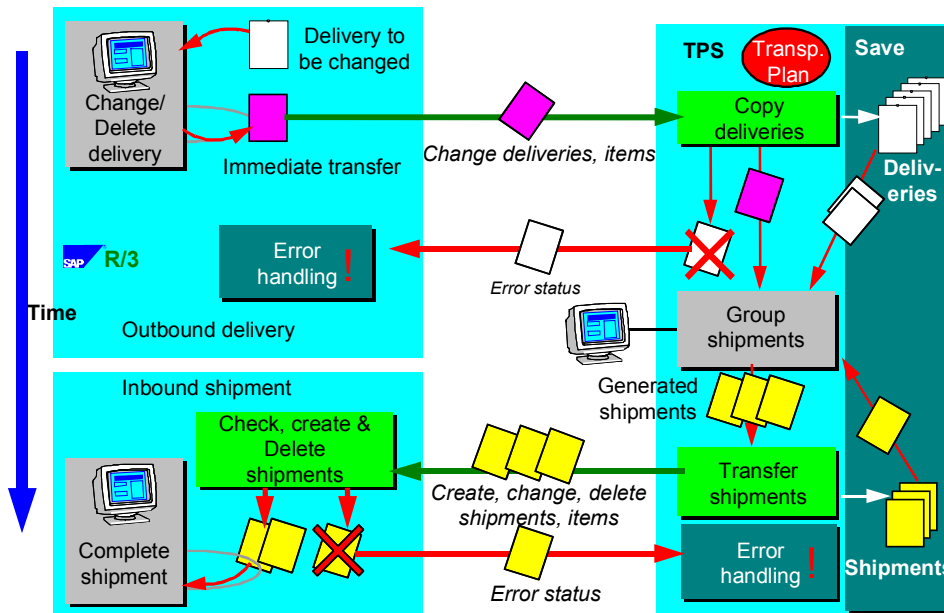 Delivery to
be changed
Change/
Delete
delivery
Immediate transfer
Change deliveries, items
TPS
Transp.
Plan
Save
Copy
deliveries
Deliv-
eries
SAP R/3
Error
handling !
Error status
Time
Outbound delivery
Group
shipments
Generated
shipments
Inbound shipment
Check, create &
Delete
shipments
Create, change, delete
shipments, items
Transfer
shipments
Complete
shipment
Error status
Error
handling !
Shipments